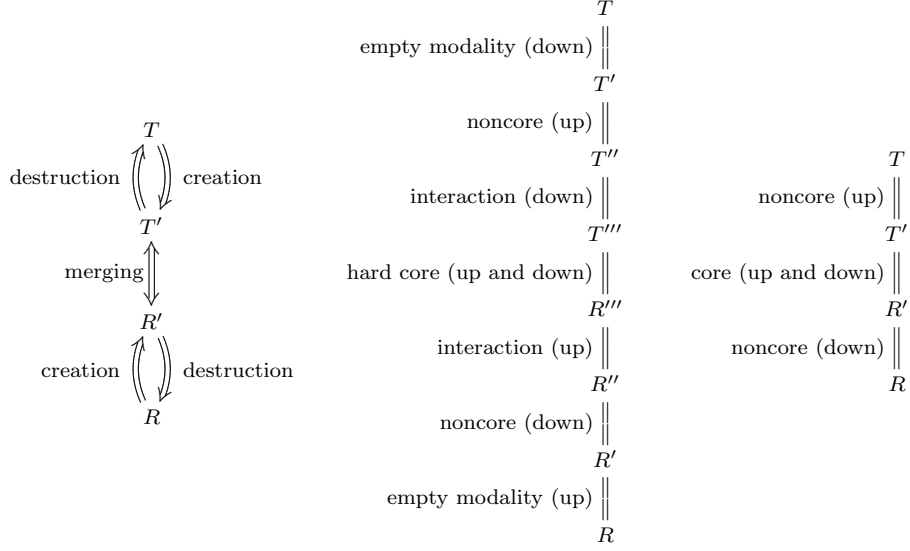 T
destruction creation
T′
merging
R′
creation destruction
R
T
empty modality (down)
T′
noncore (up)
T′′
interaction (down)
T′′′
hard core (up and down)
R′′′
interaction (up)
R′′
noncore (down)
R′
empty modality (up)
R
T
noncore (up)
T′
core (up and down)
R′
noncore (down)
R